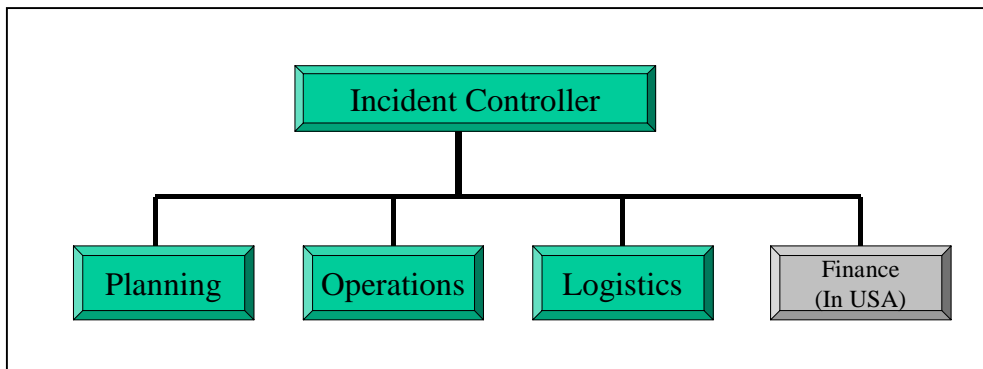 Incident Controller
Planning
Operations
Logistics
Finance
(In USA)